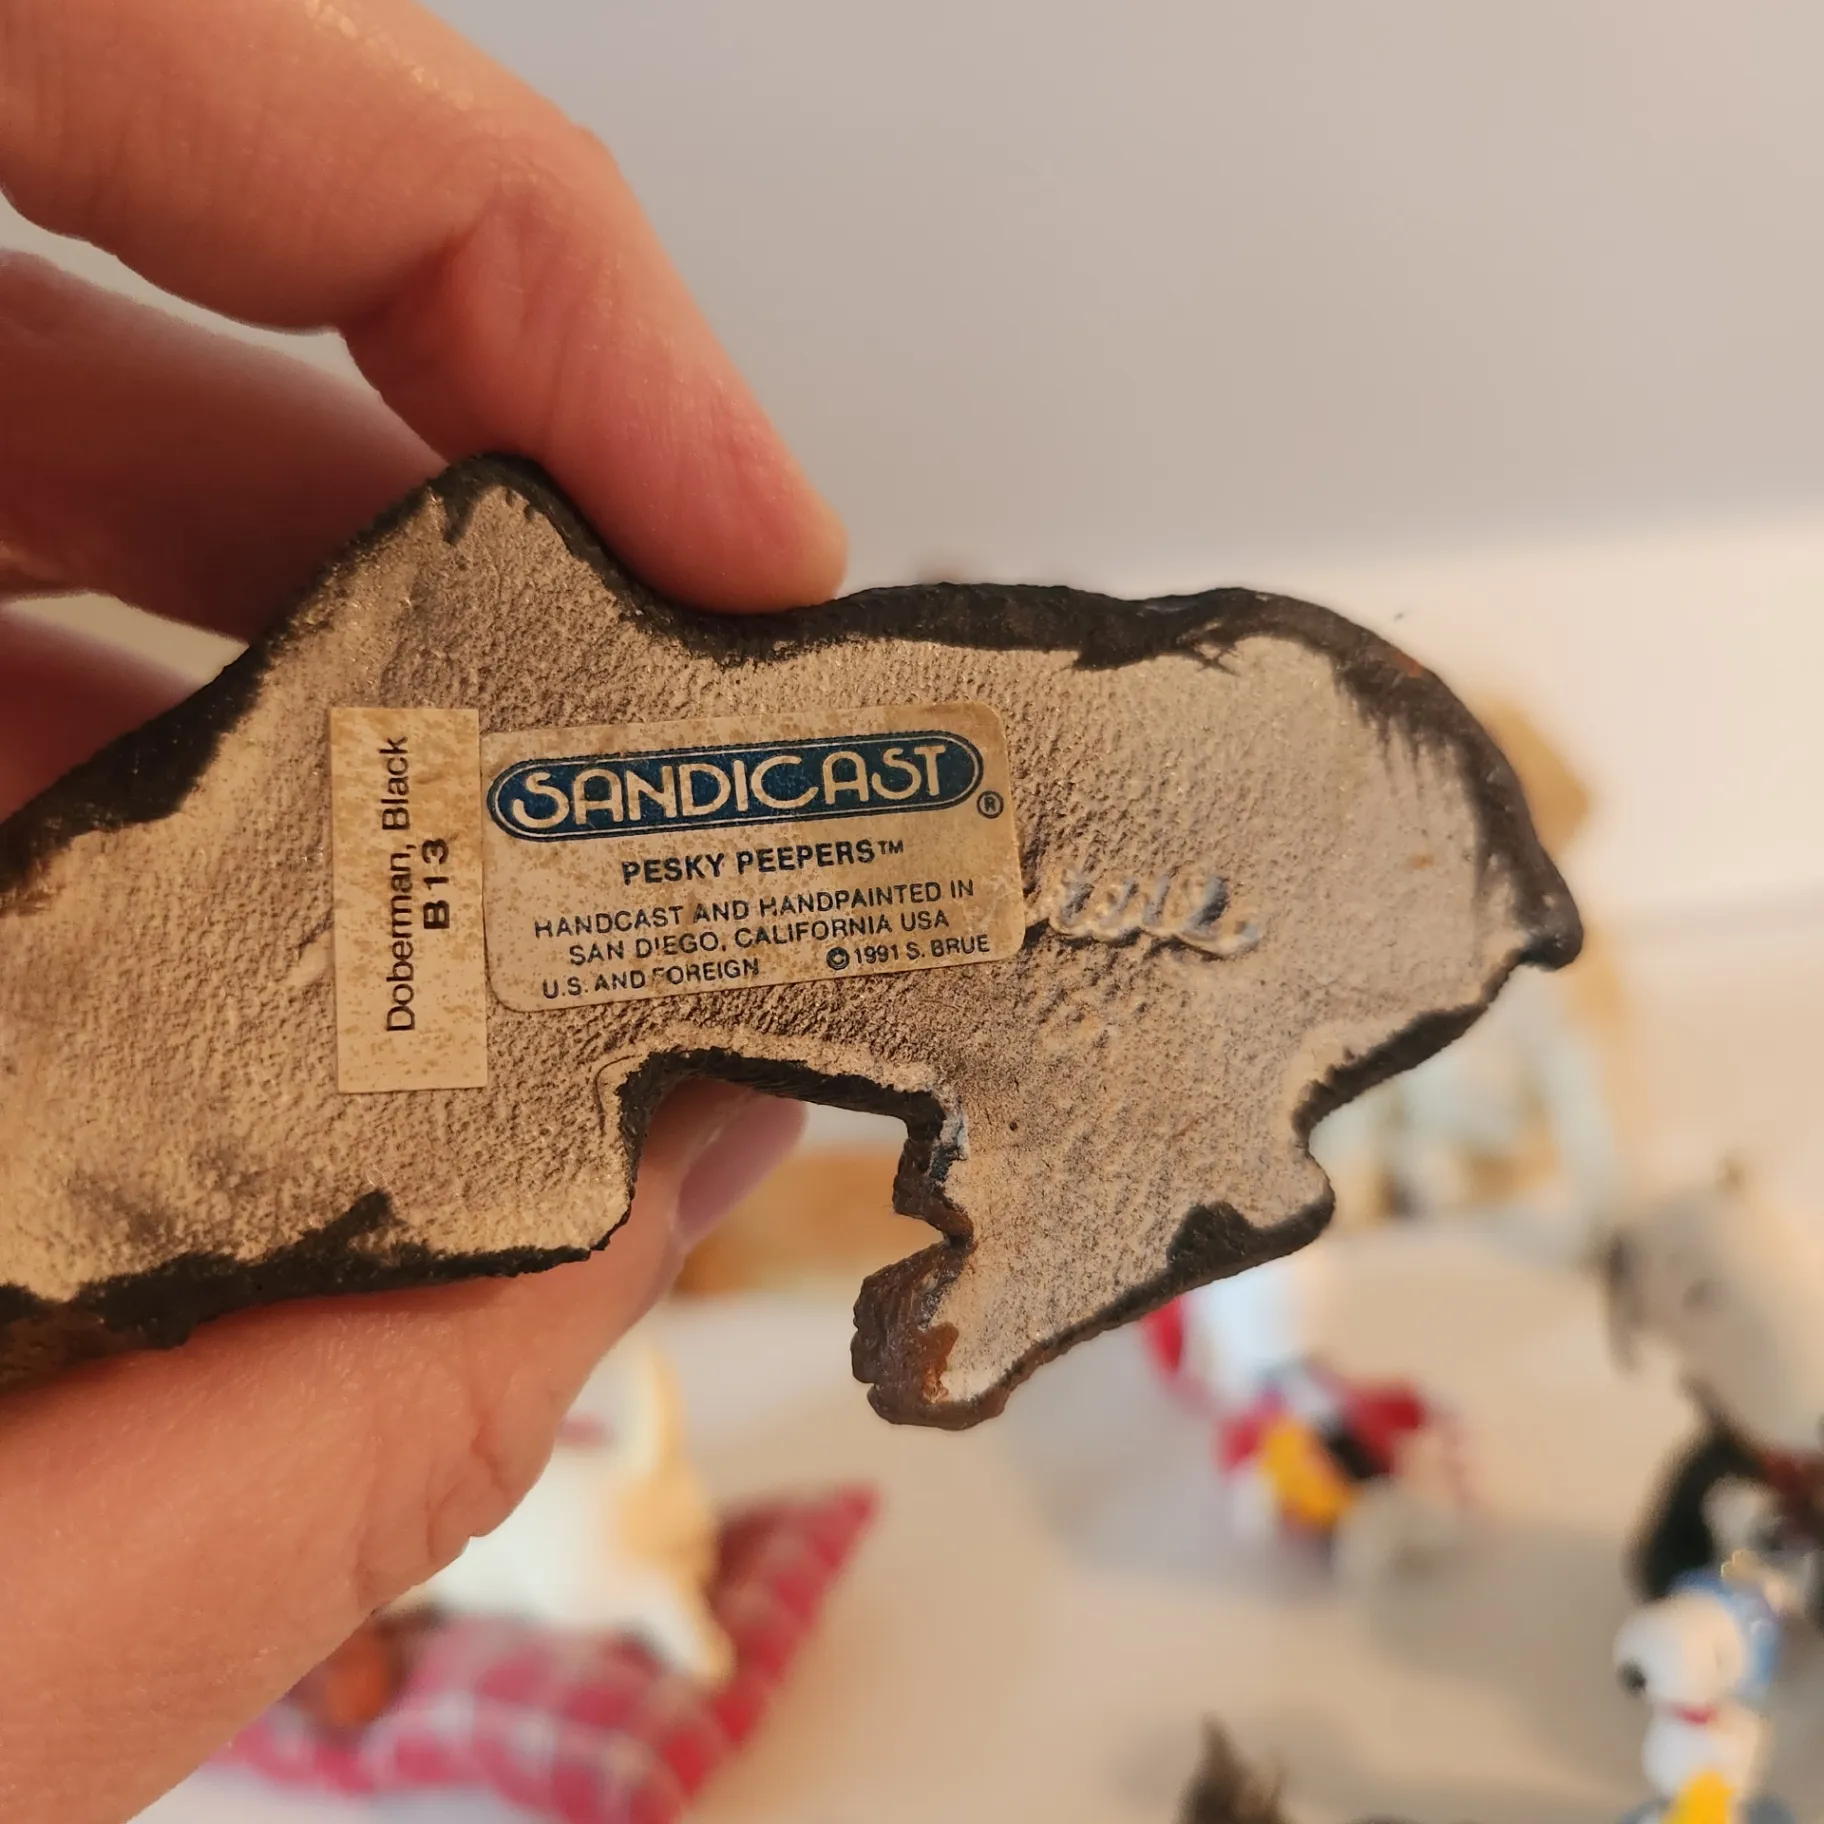 Doberman, Black
B13
SANDICAST®
PESKY PEEPERS™
HANDCAST AND HANDPAINTED IN
SAN DIEGO, CALIFORNIA USA
U.S. AND FOREIGN ©1991 S. BRUE